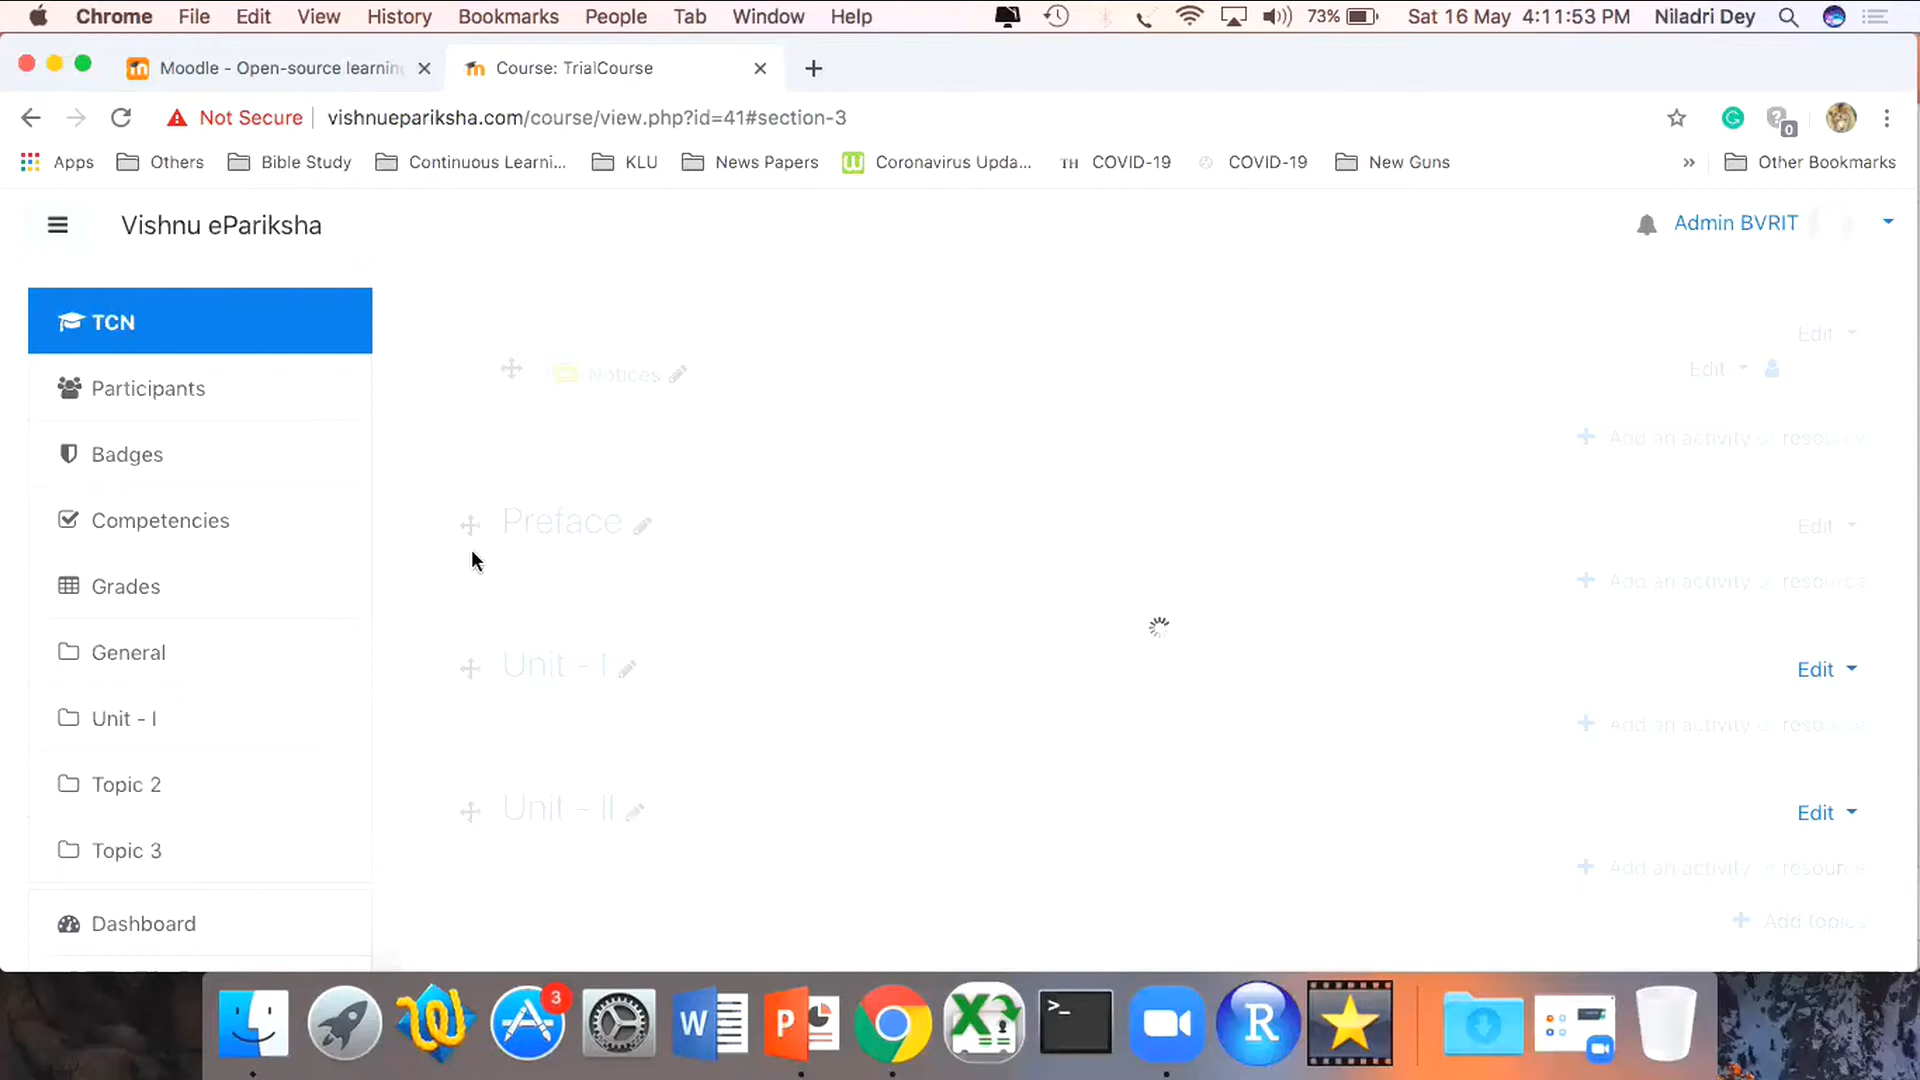 Chrome File Edit View History Bookmarks People Tab Window Help 73% Sat 16 May 4:11:53 PM Niladri Dey
Moodle - Open-source learnin Course: TrialCourse
Not Secure vishnuepariksha.com/course/view.php?id=41#section-3
Apps Others Bible Study Continuous Learni... KLU News Papers Coronavirus Upda... TH COVID-19 COVID-19 New Guns » Other Bookmarks
0
Vishnu ePariksha Admin BVRIT
TCN
Edit
Notices Edit
Participants
Add an activity or resource
Badges
Preface Edit
Competencies
Add an activity or resource
Grades
General
Unit - I Edit
Unit - I
Add an activity or resource
Topic 2
Unit - II Edit
Topic 3
Add an activity or resource
Dashboard
Add topics
3
W P X >_ R